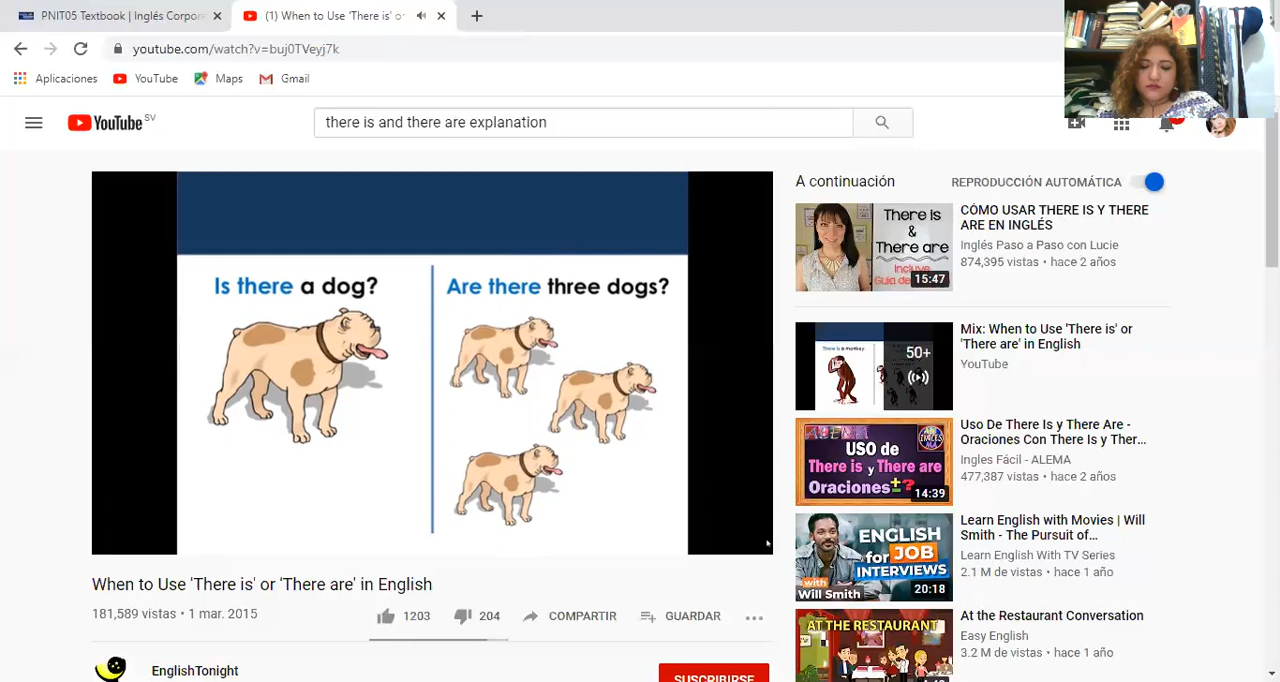 PNIT05 Textbook | Inglés Corpor
(1) When to Use 'There is' or
youtube.com/watch?v=buj0TVeyj7k
Aplicaciones
YouTube
Maps
Gmail
YouTube SV
there is and there are explanation
Is there a dog?
Are there three dogs?
When to Use 'There is' or 'There are' in English
181,589 vistas • 1 mar. 2015
1203
204
COMPARTIR
GUARDAR
EnglishTonight
SUSCRIBIRSE
A continuación
REPRODUCCIÓN AUTOMÁTICA
There is
&
There are
Incluye
15:47
CÓMO USAR THERE IS Y THERE
ARE EN INGLÉS
Inglés Paso a Paso con Lucie
874,395 vistas • hace 2 años
There is a monkey.
50+
Mix: When to Use 'There is' or
'There are' in English
YouTube
USO de
There is y There are
Oraciones ±?
14:39
Uso De There Is y There Are -
Oraciones Con There Is y Ther...
Ingles Fácil - ALEMA
477,387 vistas • hace 2 años
ENGLISH
for JOB
INTERVIEWS
with
Will Smith
20:18
Learn English with Movies | Will
Smith - The Pursuit of...
Learn English With TV Series
2.1 M de vistas • hace 1 año
AT THE RESTAURANT
At the Restaurant Conversation
Easy English
3.2 M de vistas • hace 1 año